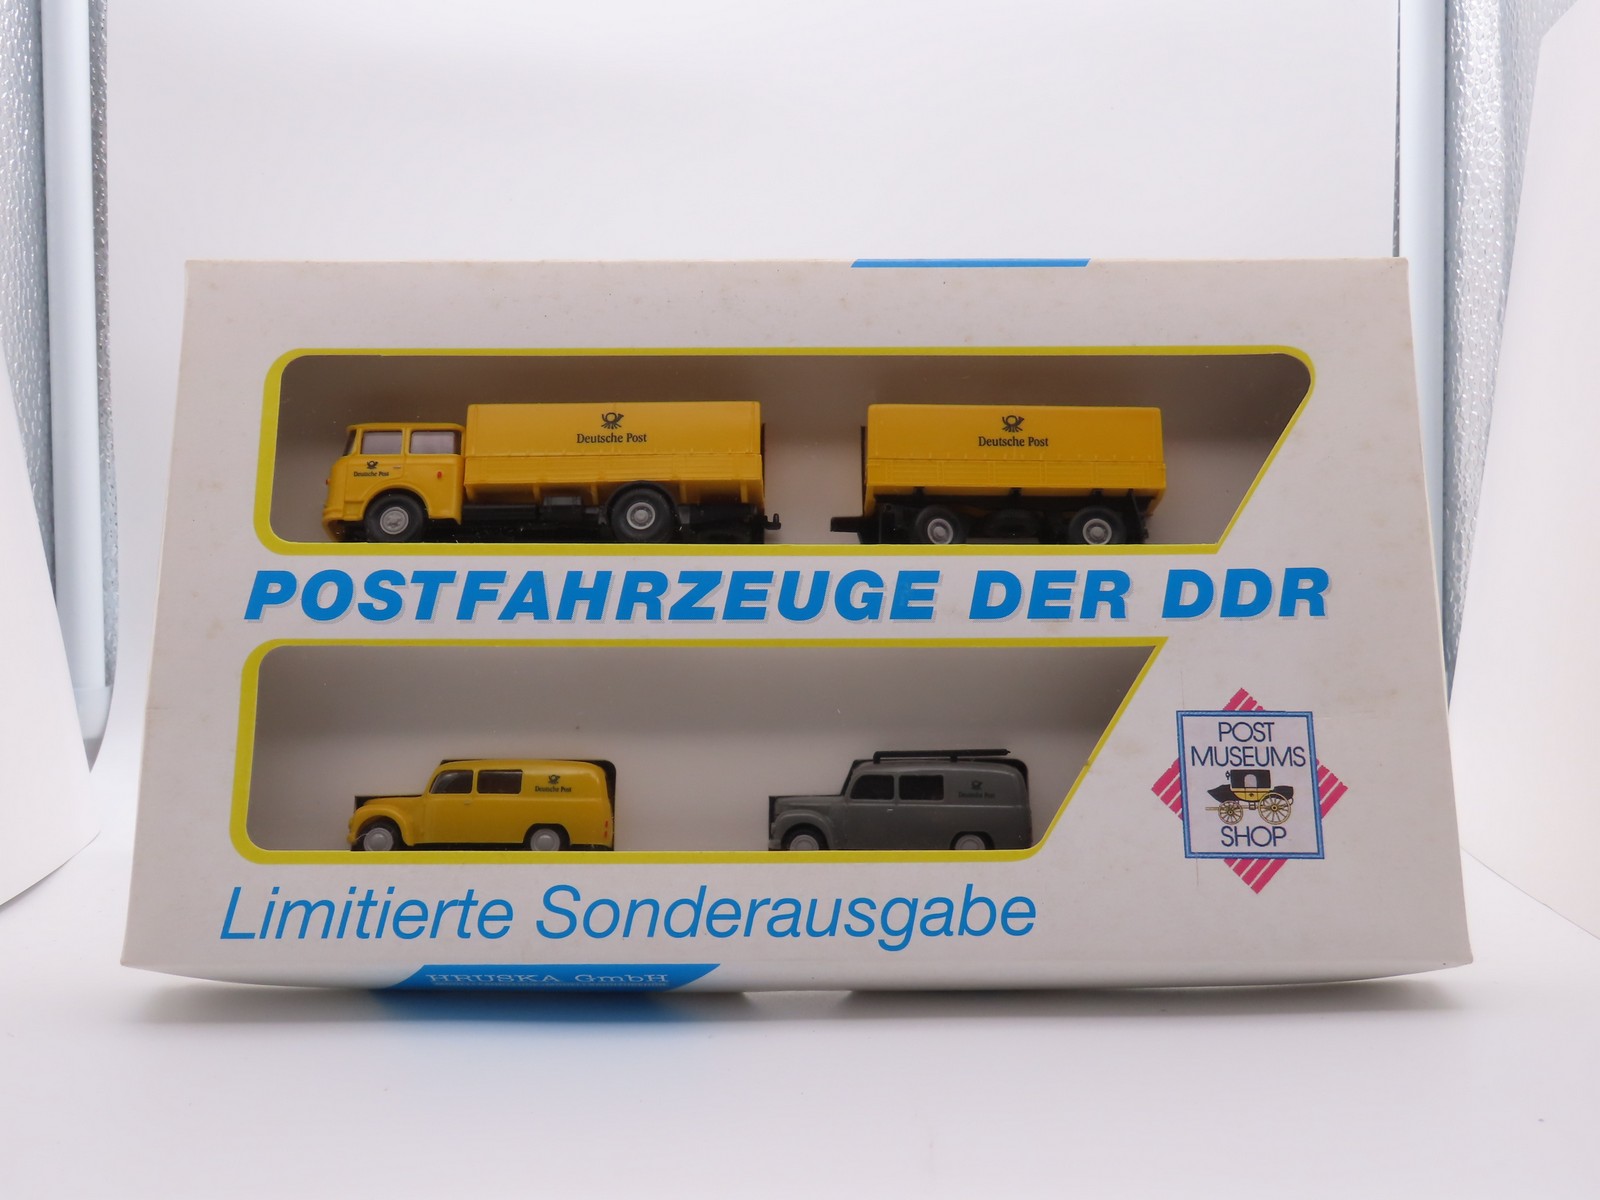 Deutsche Post
Deutsche Post
Deutsche Post
POSTFAHRZEUGE DER DDR
Deutsche Post
Deutsche Post
POST
MUSEUMS
SHOP
Limitierte Sonderausgabe
HRUSKA GmbH